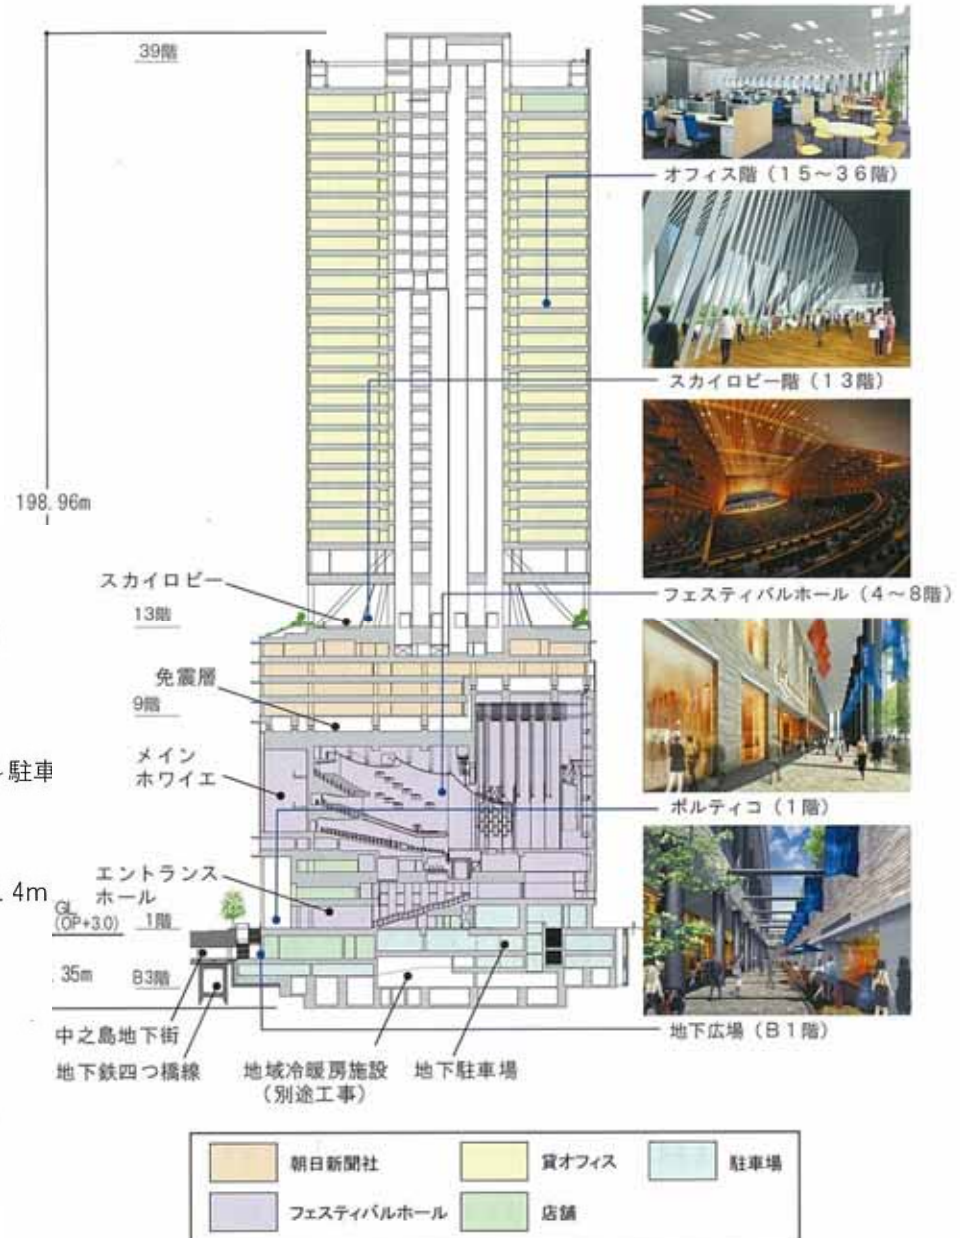 39階
オフィス階(15〜36階)
スカイロビー階(13階)
198.96m
スカイロビー
フェスティバルホール(4〜8階)
13階
免震層
9階
メイン
ホワイエ
駐車
ポルティコ(1階)
エントランス
ホール
4m
GL
(OP+3.0)
1階
35m
B3階
地下広場(B1階)
中之島地下街
地下鉄四つ橋線
地域冷暖房施設
(別途工事)
地下駐車場
朝日新聞社
貸オフィス
駐車場
フェスティバルホール
店舗